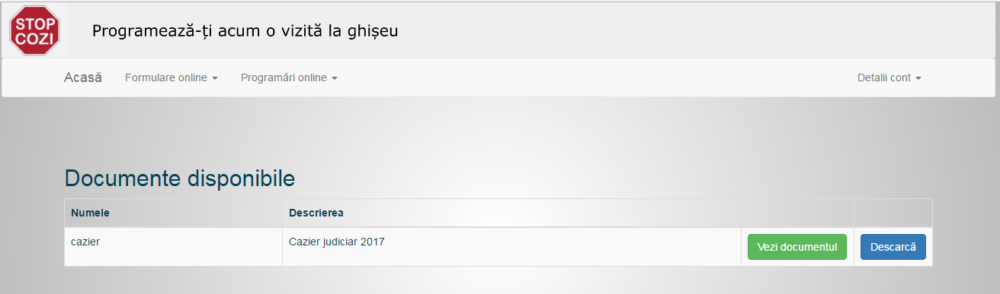 STOP
COZI
Programează-ți acum o vizită la ghișeu
Acasă Formulare online Programări online Detalii cont
Documente disponibile
Numele Descrierea
cazier Cazier judiciar 2017 Vezi documentul Descarcă